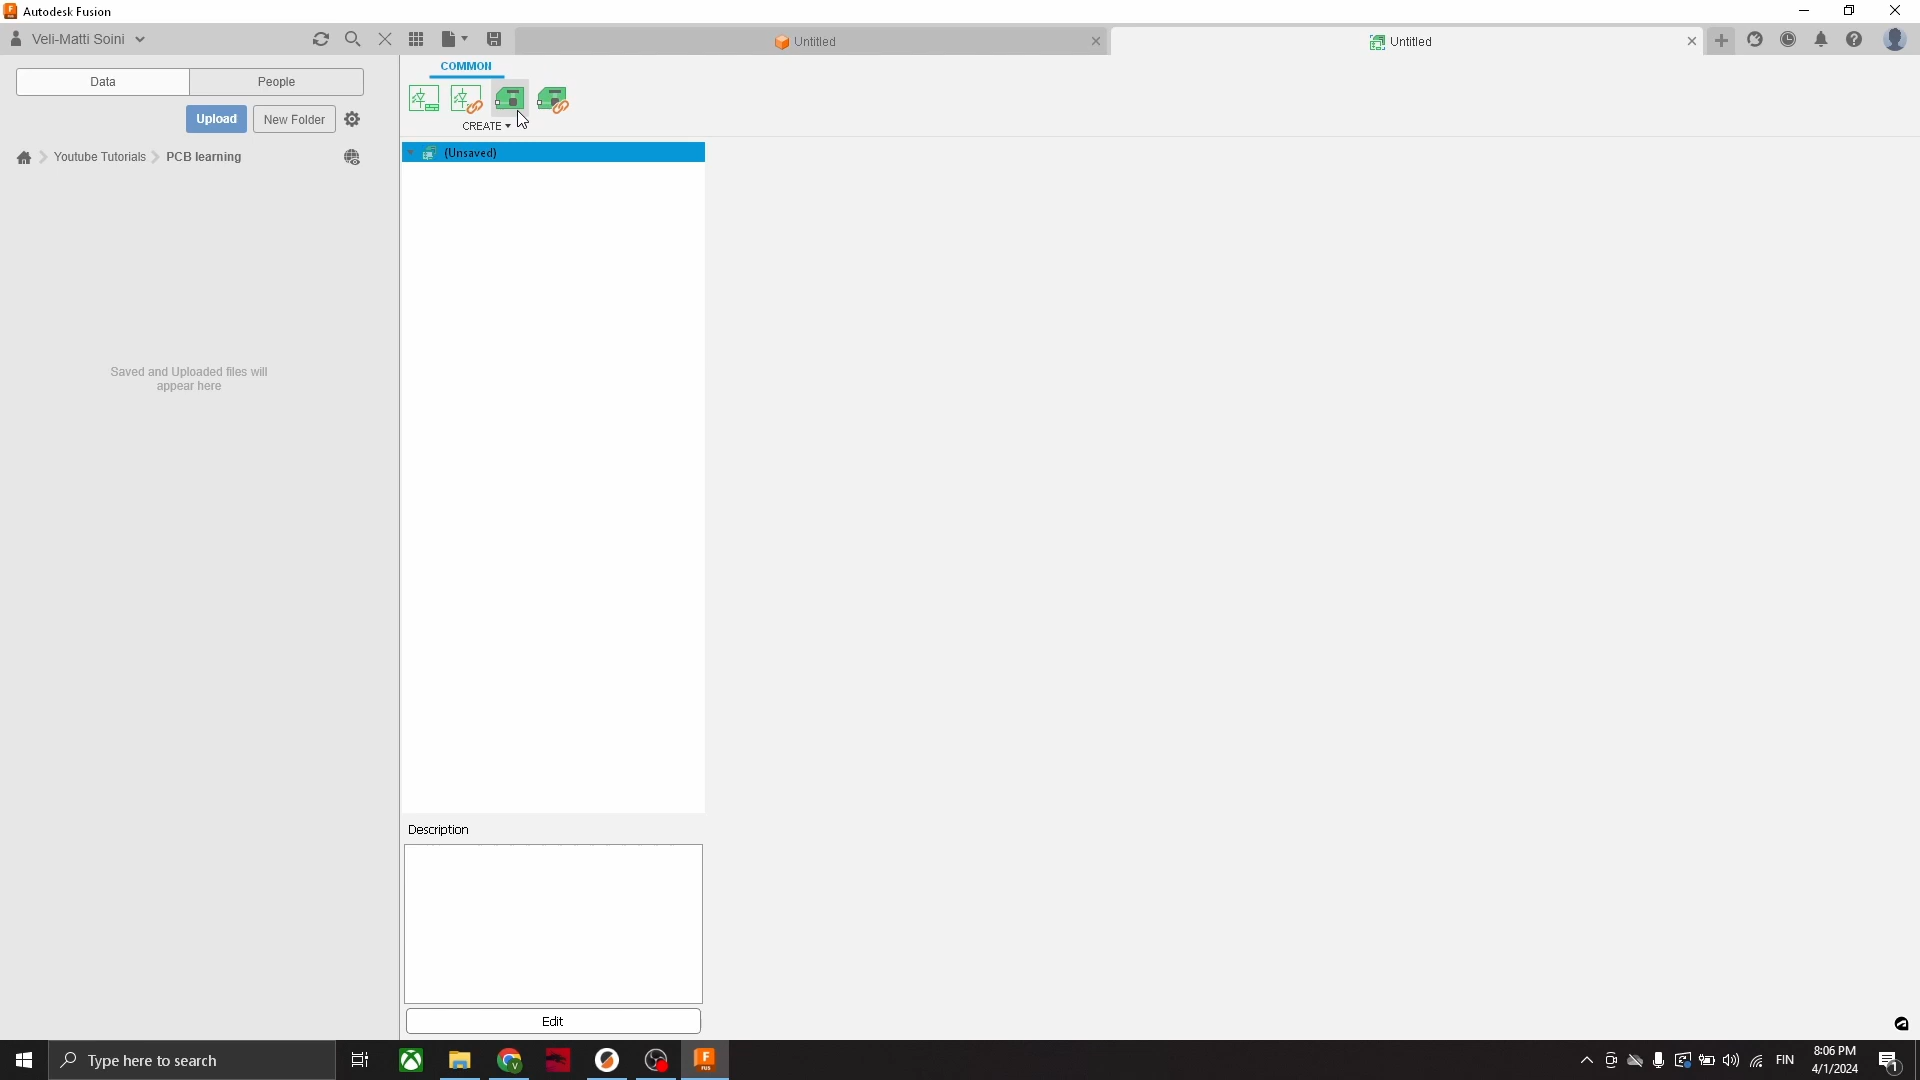 Autodesk Fusion
Veli-Matti Soini
Untitled
Untitled
Data
People
COMMON
Upload
New Folder
CREATE
Youtube Tutorials
PCB learning
(Unsaved)
Saved and Uploaded files will
appear here
Description
Edit
Type here to search
FIN
8:06 PM
4/1/2024
1